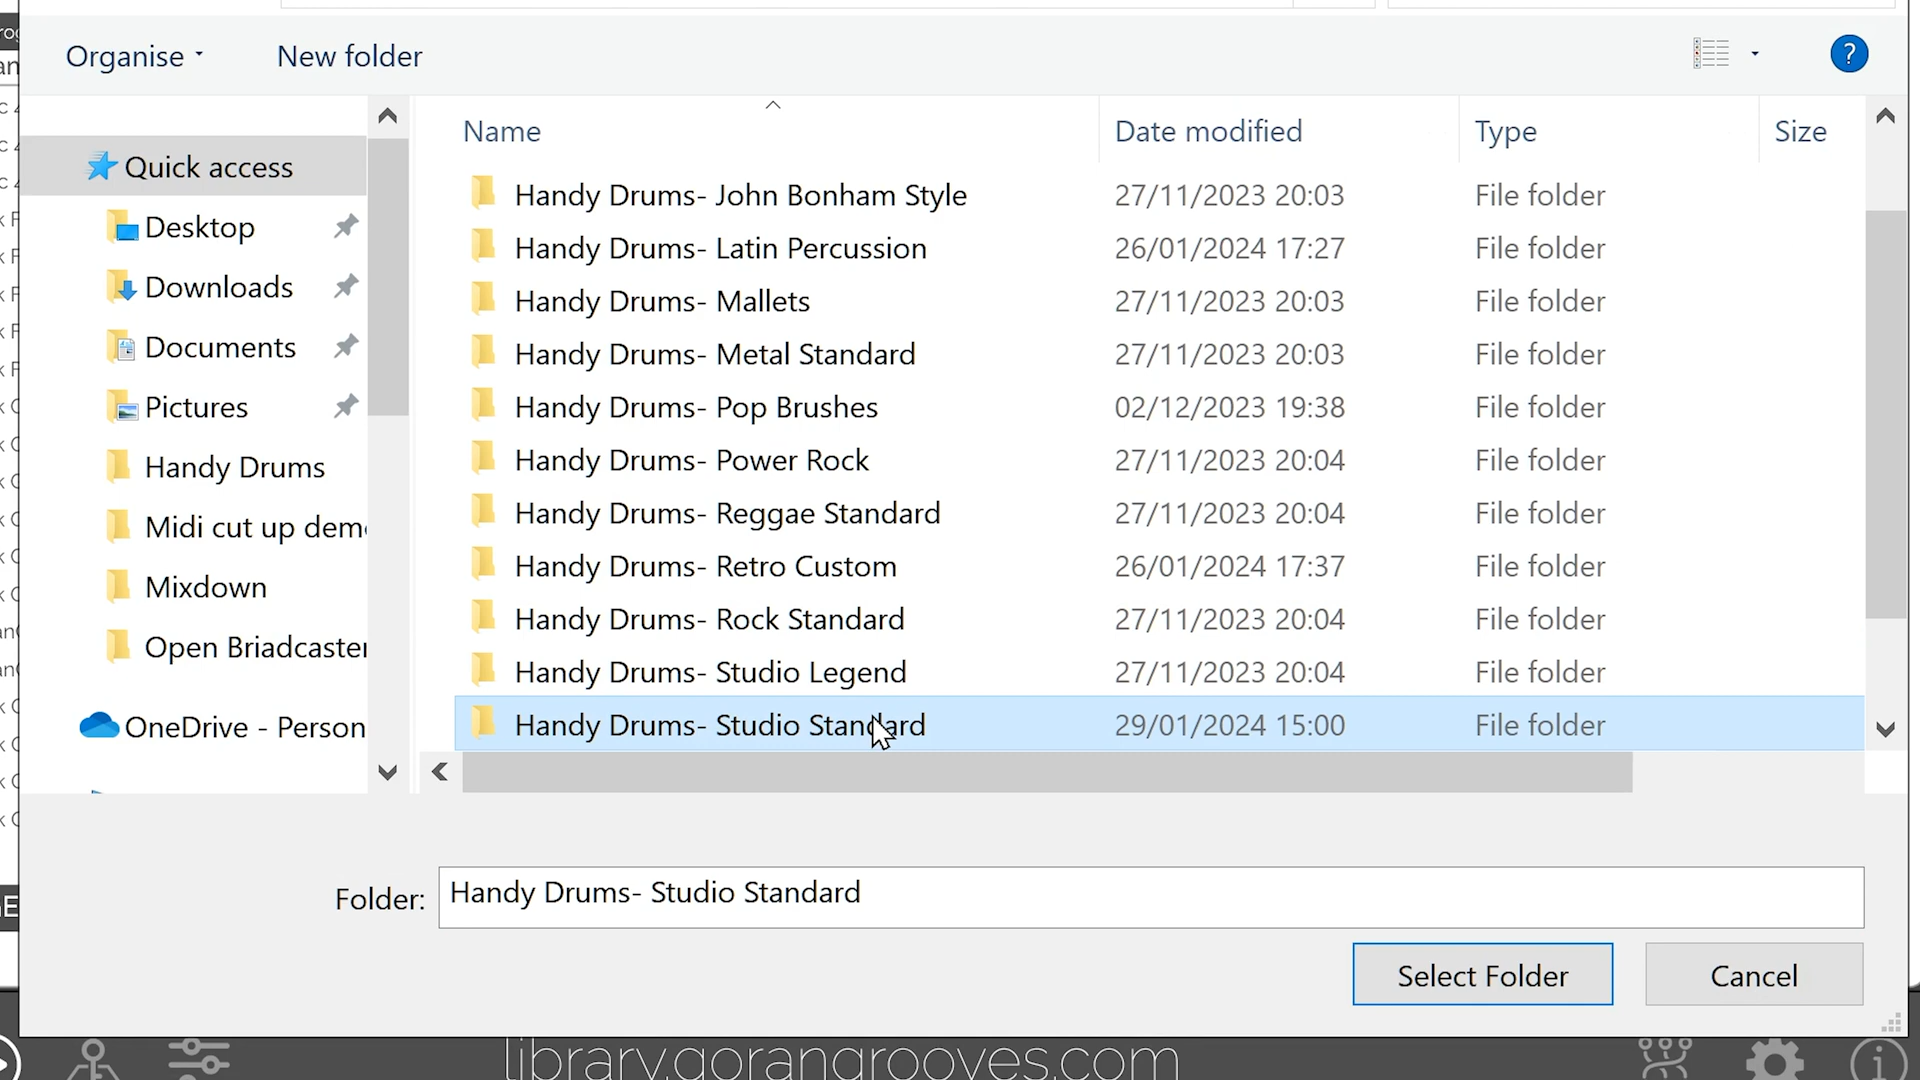 Organise
New folder
?
Name
Date modified
Type
Size
Quick access
Desktop
Downloads
Documents
Pictures
Handy Drums
Midi cut up dem
Mixdown
Open Briadcaster
OneDrive - Person
Handy Drums- John Bonham Style 27/11/2023 20:03 File folder
Handy Drums- Latin Percussion 26/01/2024 17:27 File folder
Handy Drums- Mallets 27/11/2023 20:03 File folder
Handy Drums- Metal Standard 27/11/2023 20:03 File folder
Handy Drums- Pop Brushes 02/12/2023 19:38 File folder
Handy Drums- Power Rock 27/11/2023 20:04 File folder
Handy Drums- Reggae Standard 27/11/2023 20:04 File folder
Handy Drums- Retro Custom 26/01/2024 17:37 File folder
Handy Drums- Rock Standard 27/11/2023 20:04 File folder
Handy Drums- Studio Legend 27/11/2023 20:04 File folder
Handy Drums- Studio Standard 29/01/2024 15:00 File folder
Folder: Handy Drums- Studio Standard
Select Folder
Cancel
library.gorangrooves.com